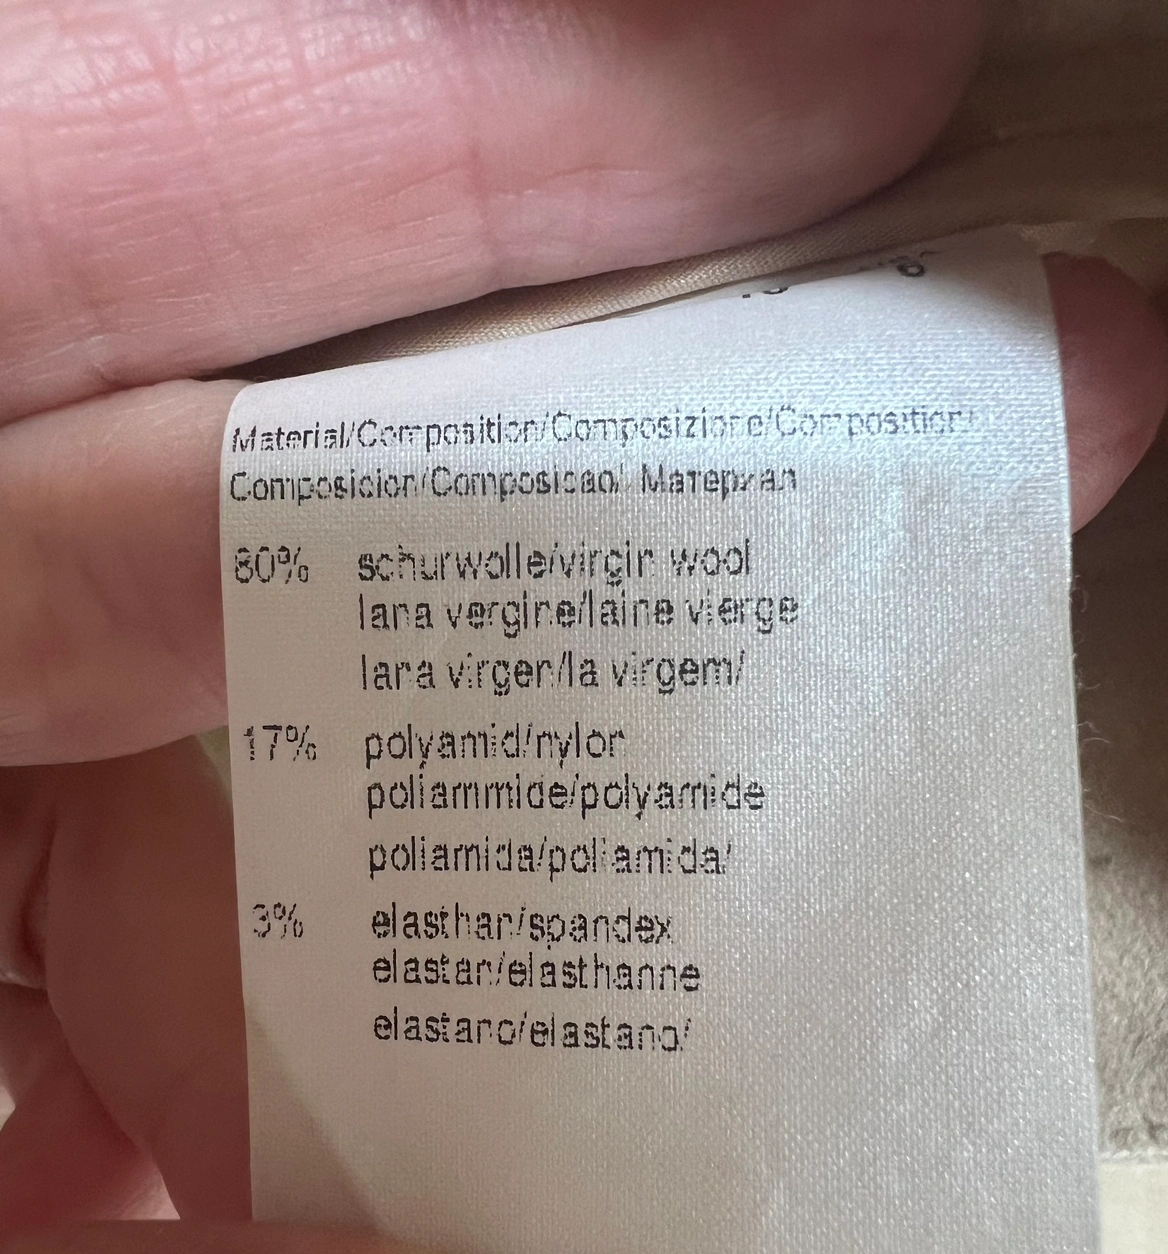 Material/Composition/Composizione/Composition/
Composicion/Composicao/ Материал
80% schurwolle/virgin wool
lana vergine/laine vierge
lana virgen/la virgem/
17% polyamid/nylon
poliammide/polyamide
poliamida/poliamida/
3% elasthan/spandex
elastan/elasthanne
elastano/elastano/